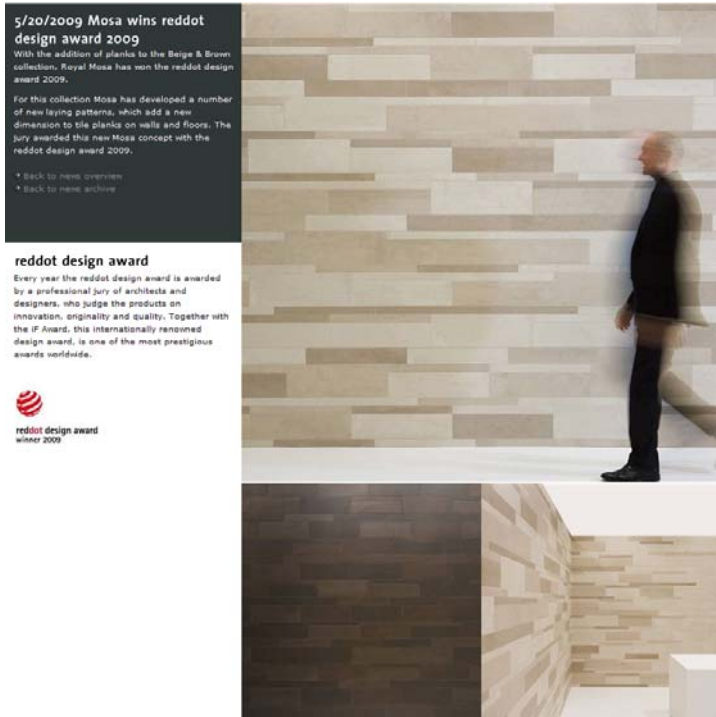 5/20/2009 Mosa wins reddot
design award 2009
With the addition of planks to the Beige & Brown
collection, Royal Mosa has won the reddot design
award 2009.
For this collection Mosa has developed a number
of new laying patterns, which add a new
dimension to tile planks on walls and floors. The
jury awarded this new Mosa concept with the
reddot design award 2009.
Back to news overview
Back to news archive
reddot design award
Every year the reddot design award is awarded
by a professional jury of architects and
designers, who judge the products on
innovation, originality and quality. Together with
the iF Award, this internationally renowned
design award, is one of the most prestigious
awards worldwide.
reddot design award
winner 2009